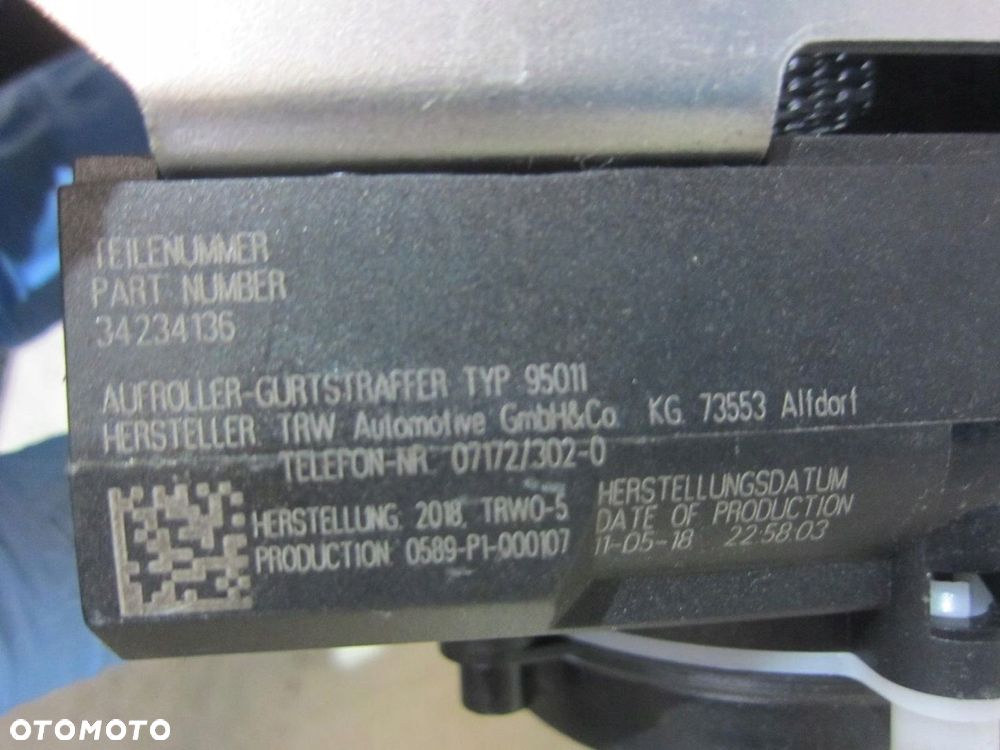 TEILENUMMER
PART NUMBER
34234136
AUFROLLER-GURTSTRAFFER TYP 95011
HERSTELLER TRW Automotive GmbH&Co. KG 73553 Alfdorf
TELEFON-NR. 07172/302-0
HERSTELLUNG: 2018, TRWO-5
PRODUCTION: 0589-P1-000107
HERSTELLUNGSDATUM
DATE OF PRODUCTION
11-05-18 22:58:03
OTOMOTO